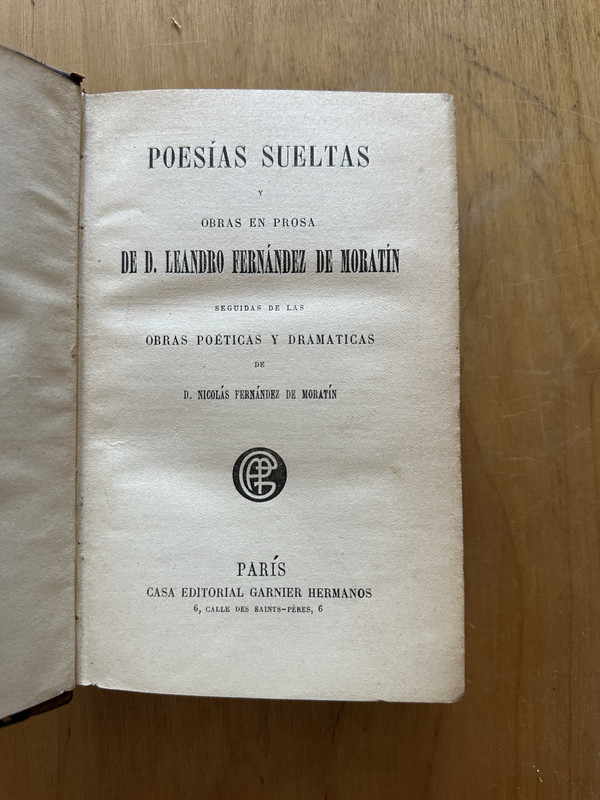 POESÍAS SUELTAS
Y
OBRAS EN PROSA
DE D. LEANDRO FERNÁNDEZ DE MORATÍN
SEGUIDAS DE LAS
OBRAS POÉTICAS Y DRAMATICAS
DE
D. NICOLÁS FERNÁNDEZ DE MORATÍN
PARÍS
CASA EDITORIAL GARNIER HERMANOS
6, CALLE DES SAINTS-PÈRES, 6